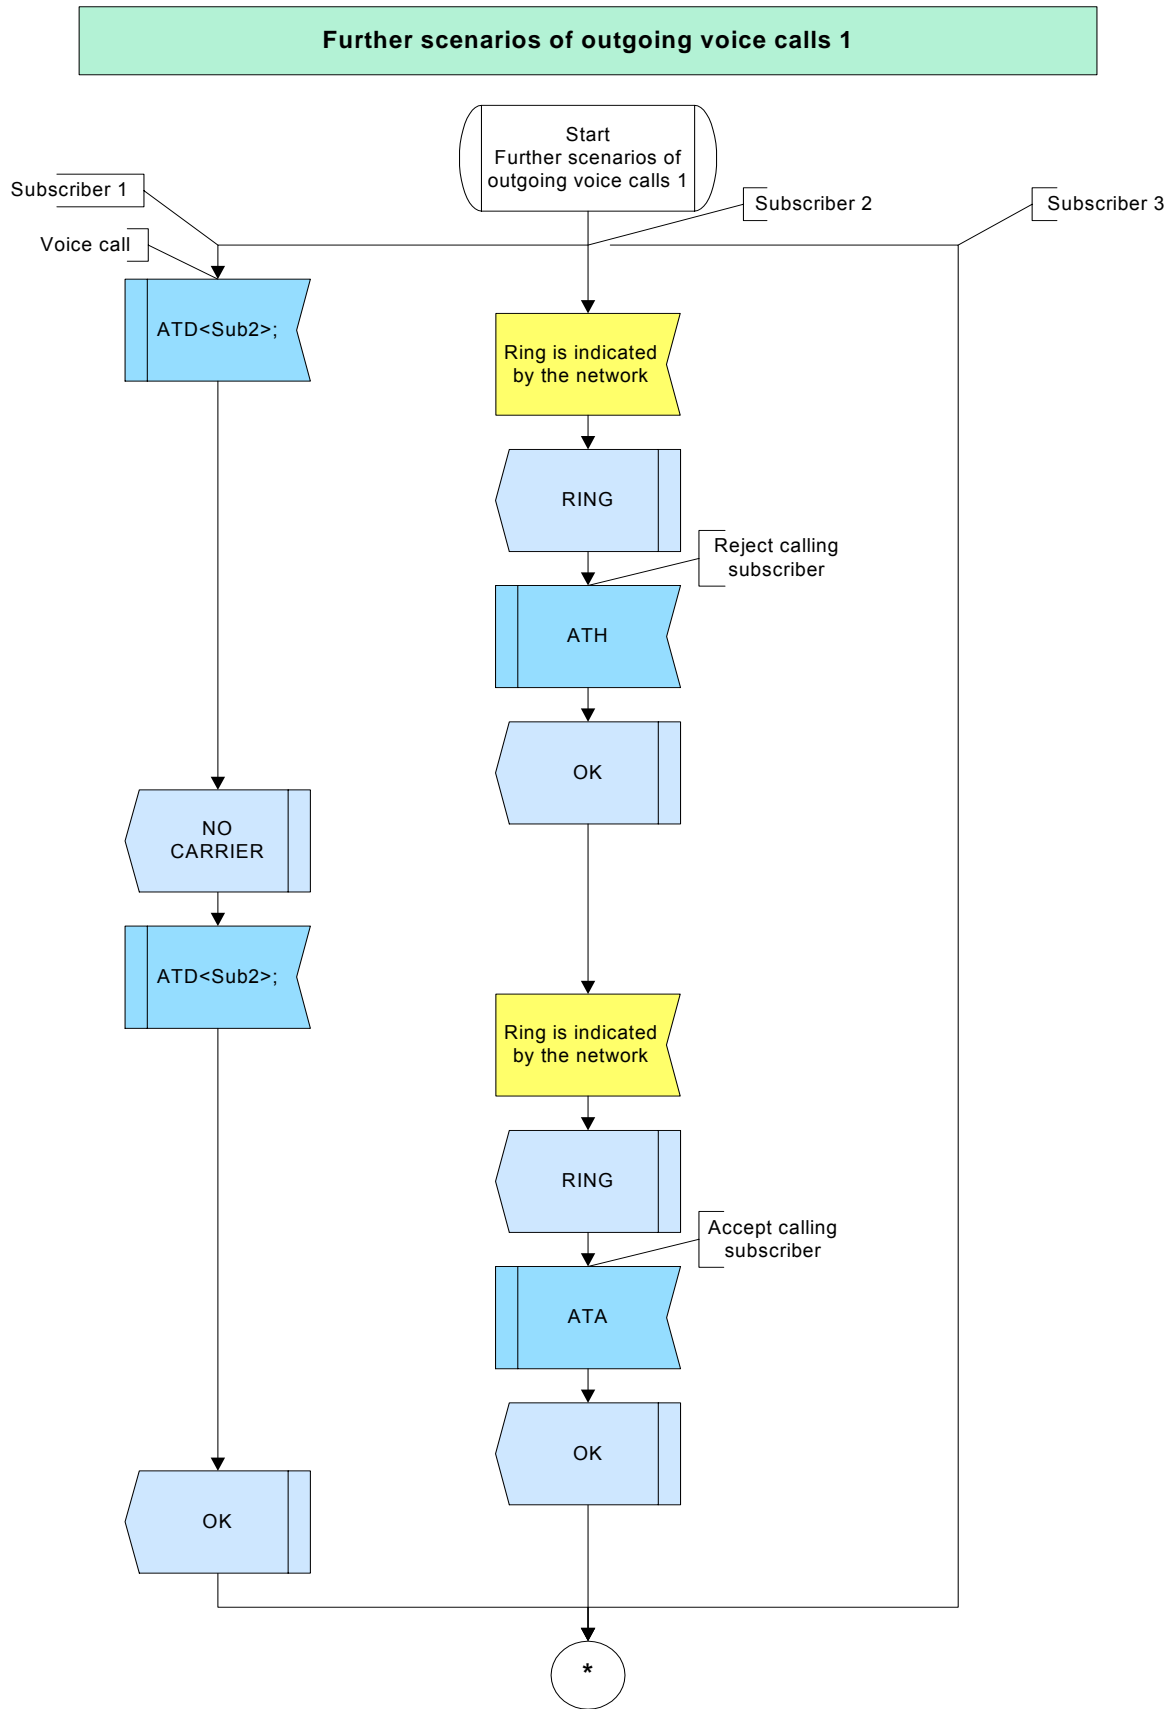 Further scenarios of outgoing voice calls 1
Start
Further scenarios of
outgoing voice calls 1
Subscriber 1
Subscriber 2
Subscriber 3
Voice call
ATD<Sub2>;
Ring is indicated
by the network
RING
Reject calling
subscriber
ATH
OK
NO
CARRIER
ATD<Sub2>;
Ring is indicated
by the network
RING
Accept calling
subscriber
ATA
OK
OK
*